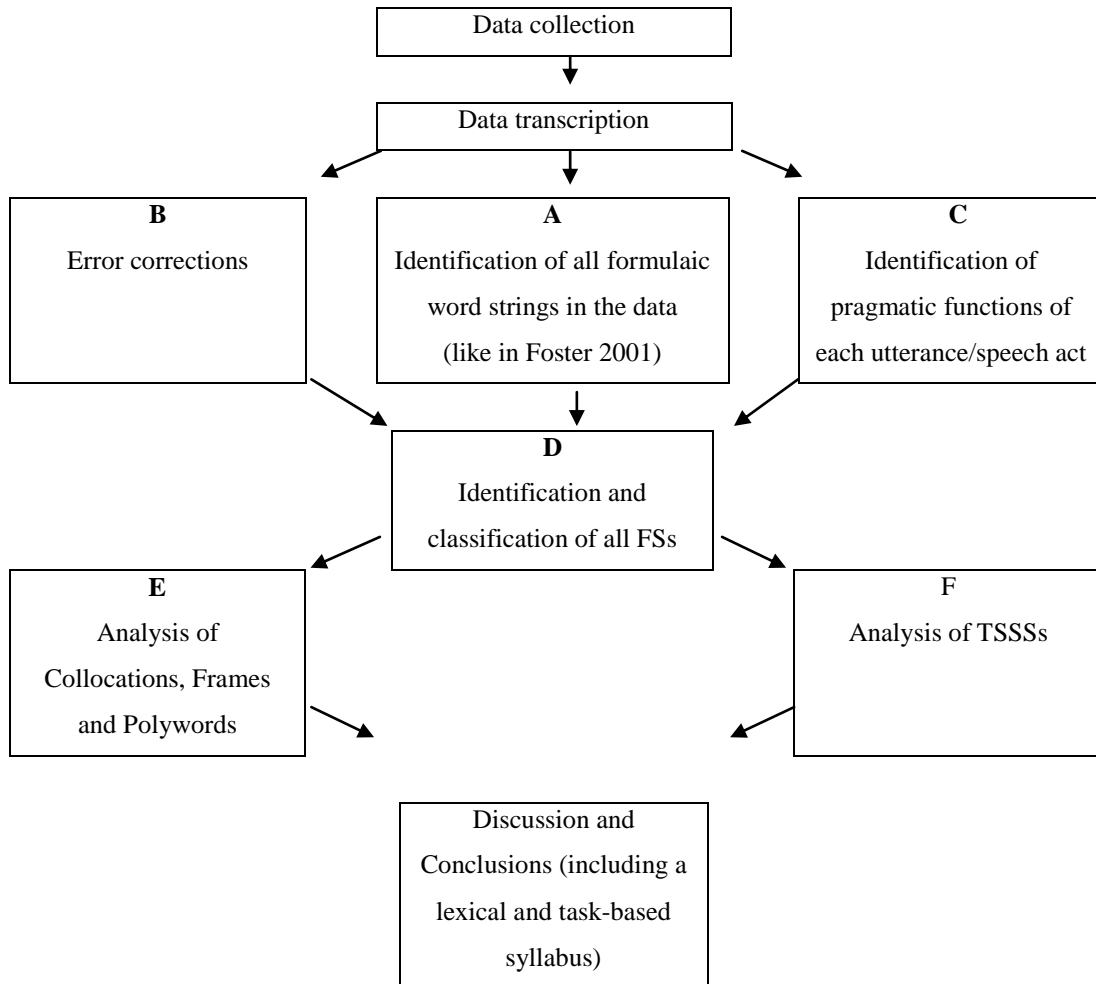 Data collection
Data transcription
B
Error corrections
A
Identification of all formulaic
word strings in the data
(like in Foster 2001)
C
Identification of
pragmatic functions of
each utterance/speech act
D
Identification and
classification of all FSs
E
Analysis of
Collocations, Frames
and Polywords
F
Analysis of TSSSs
Discussion and
Conclusions (including a
lexical and task-based
syllabus)